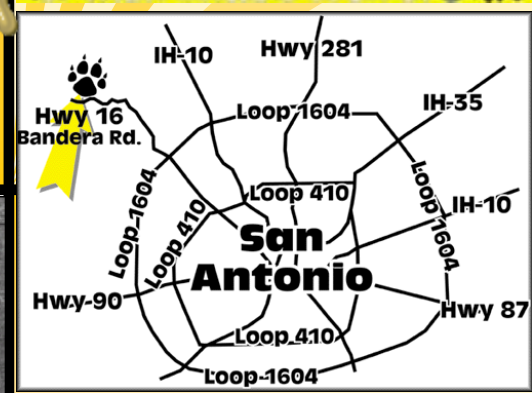 IH-10
Hwy 281
Hwy 16
Bandera Rd.
Loop 1604
IH-35
Loop 1604
Loop 410
Loop 410
Loop 1604
IH-10
San
Antonio
Hwy-90
Hwy 87
Loop 410
Loop-1604